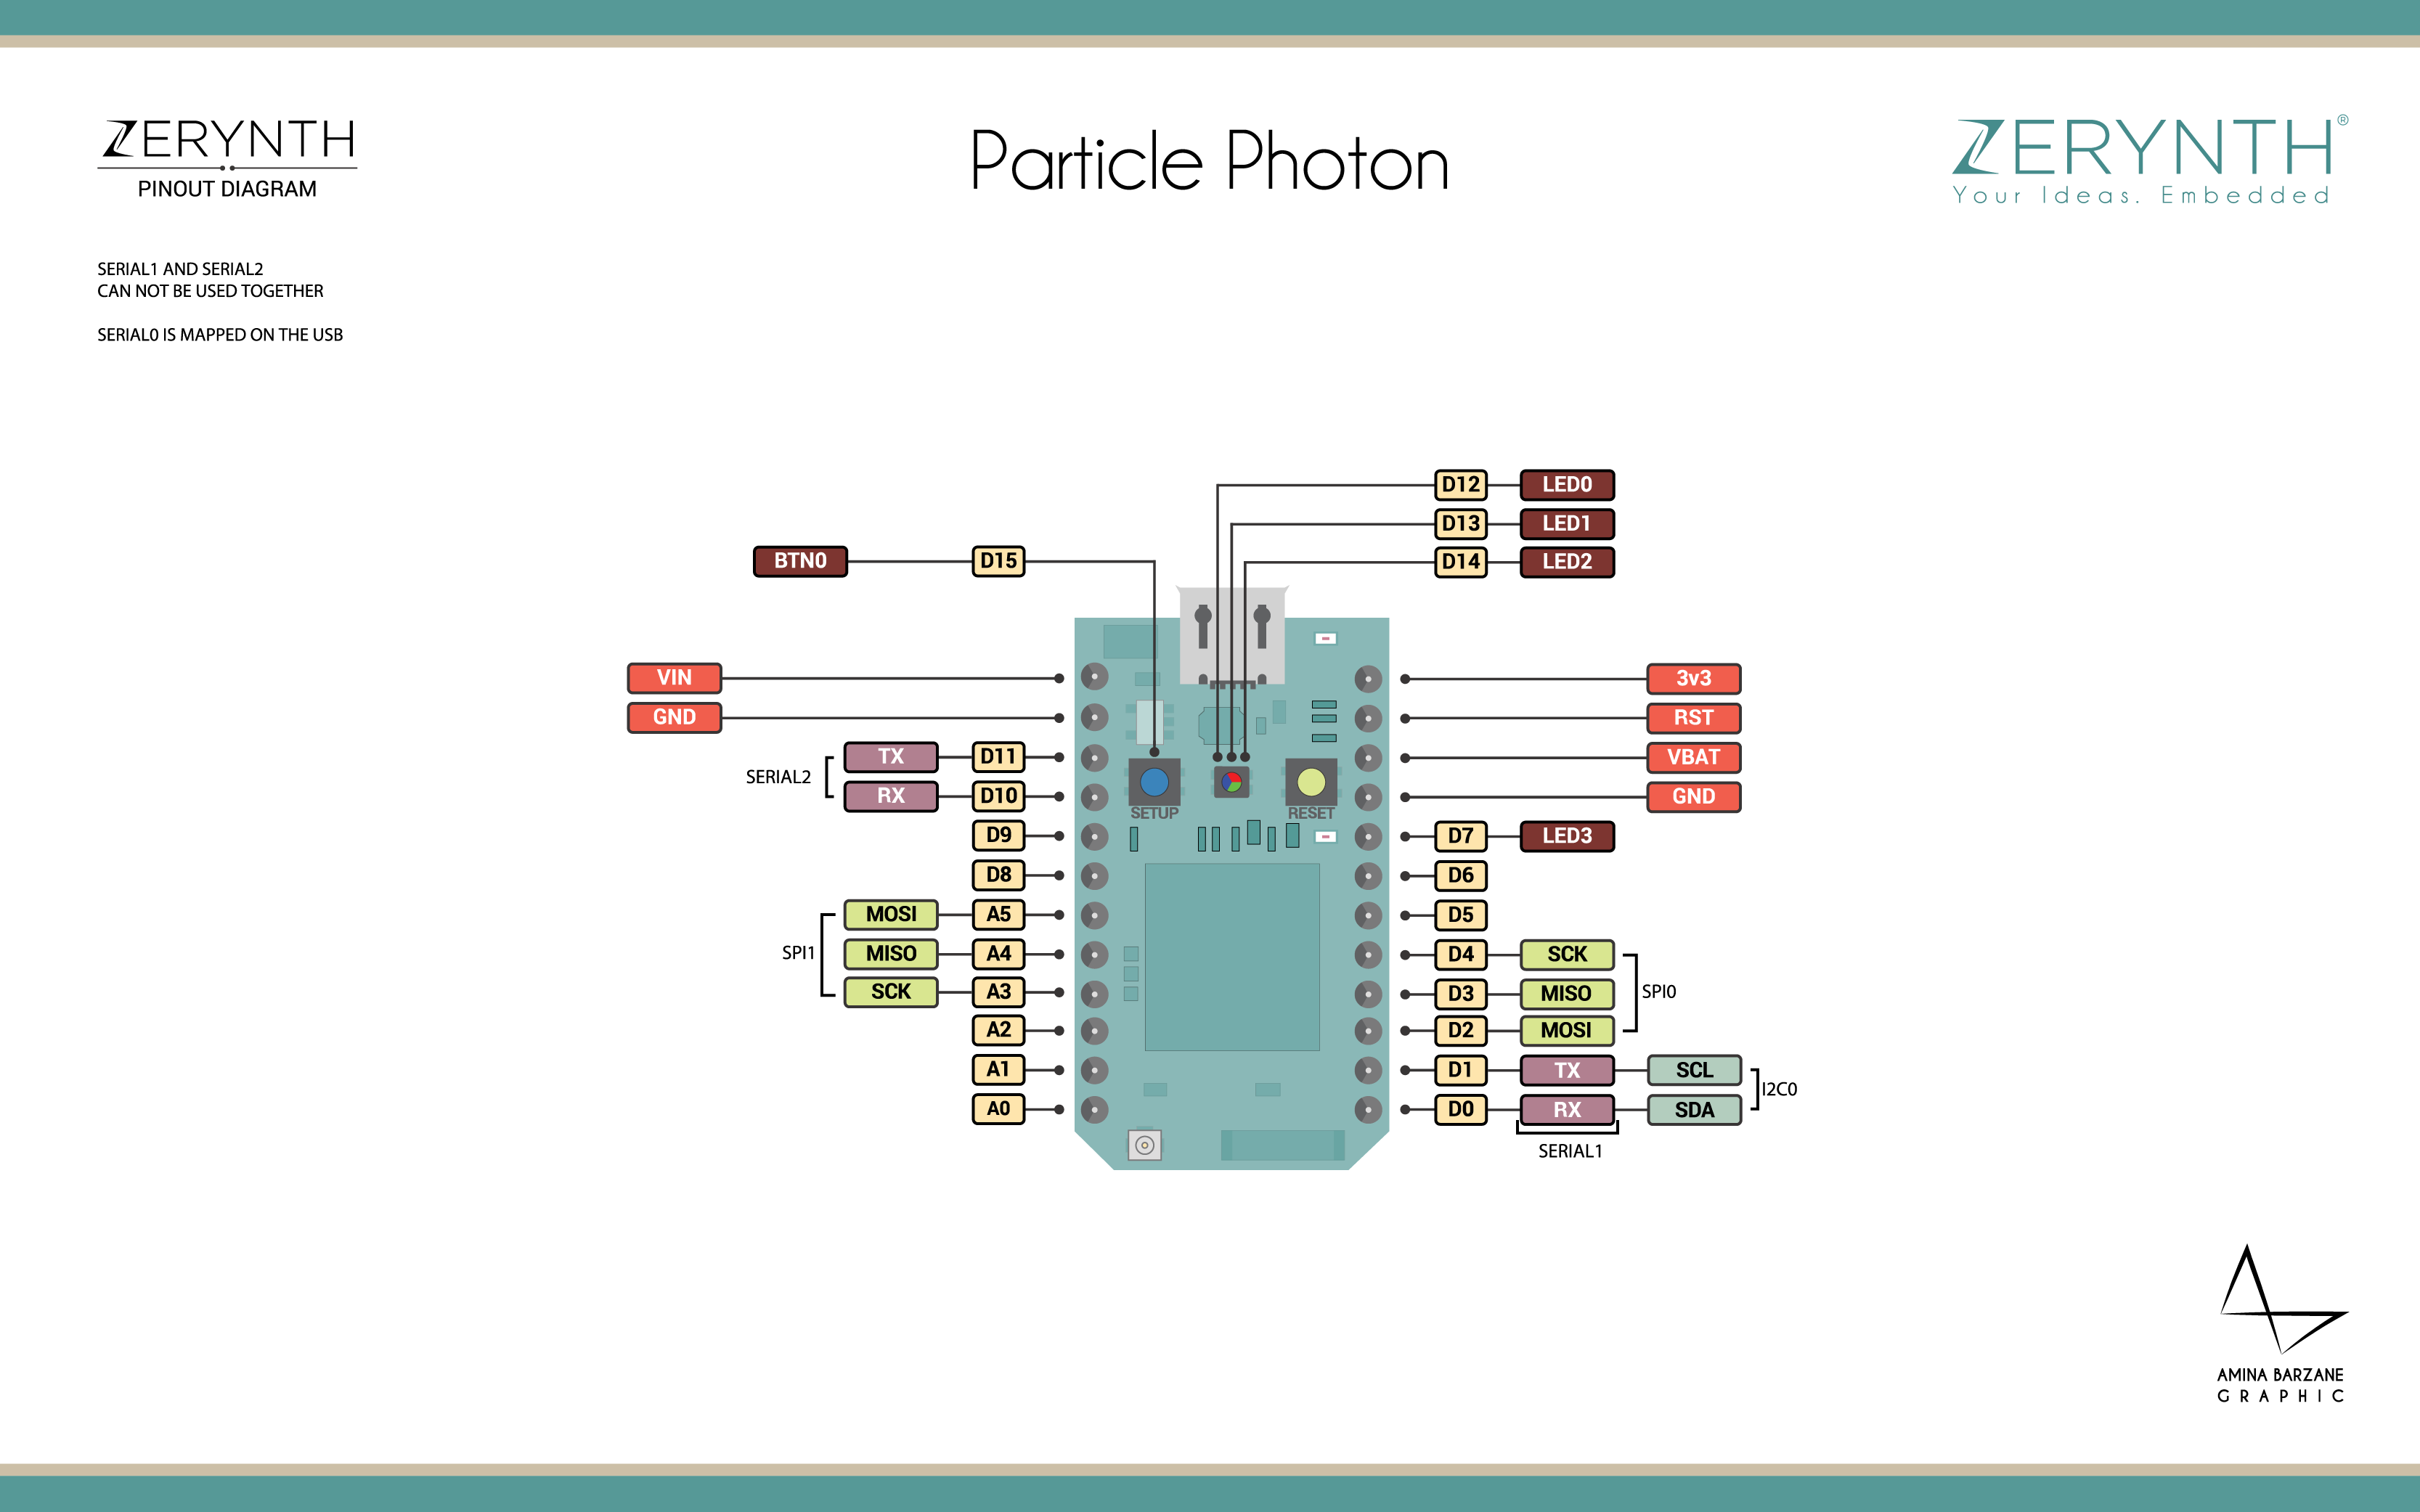 ZERYNTH
PINOUT DIAGRAM
Particle Photon
ZERYNTH®
Your Ideas. Embedded
SERIAL1 AND SERIAL2
CAN NOT BE USED TOGETHER
SERIAL0 IS MAPPED ON THE USB
D12 LED0
D13 LED1
BTN0 D15
D14 LED2
VIN
3v3
GND
RST
SERIAL2
TX D11
VBAT
RX D10
GND
SETUP
RESET
D9
D7 LED3
D8
D6
MOSI A5
D5
SPI1
MISO A4
D4 SCK
SCK A3
D3 MISO
SPI0
A2
D2 MOSI
A1
D1 TX SCL
I2C0
A0
D0 RX SDA
SERIAL1
AMINA BARZANE
GRAPHIC